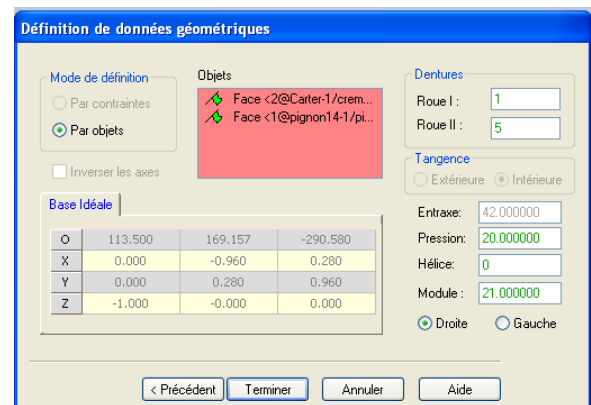 Définition de données géométriques
Mode de définition
Par contraintes
Par objets
Inverser les axes
Objets
Face <2@Carter-1/crem...
Face <1@pignon14-1/pi...
Dentures
Roue I : 1
Roue II : 5
Tangence
Extérieure Intérieure
Base Idéale
O 113.500 169.157 -290.580
X 0.000 -0.960 0.280
Y 0.000 0.280 0.960
Z -1.000 -0.000 0.000
Entraxe: 42.000000
Pression: 20.000000
Hélice: 0
Module : 21.000000
Droite Gauche
< Précédent Terminer Annuler Aide